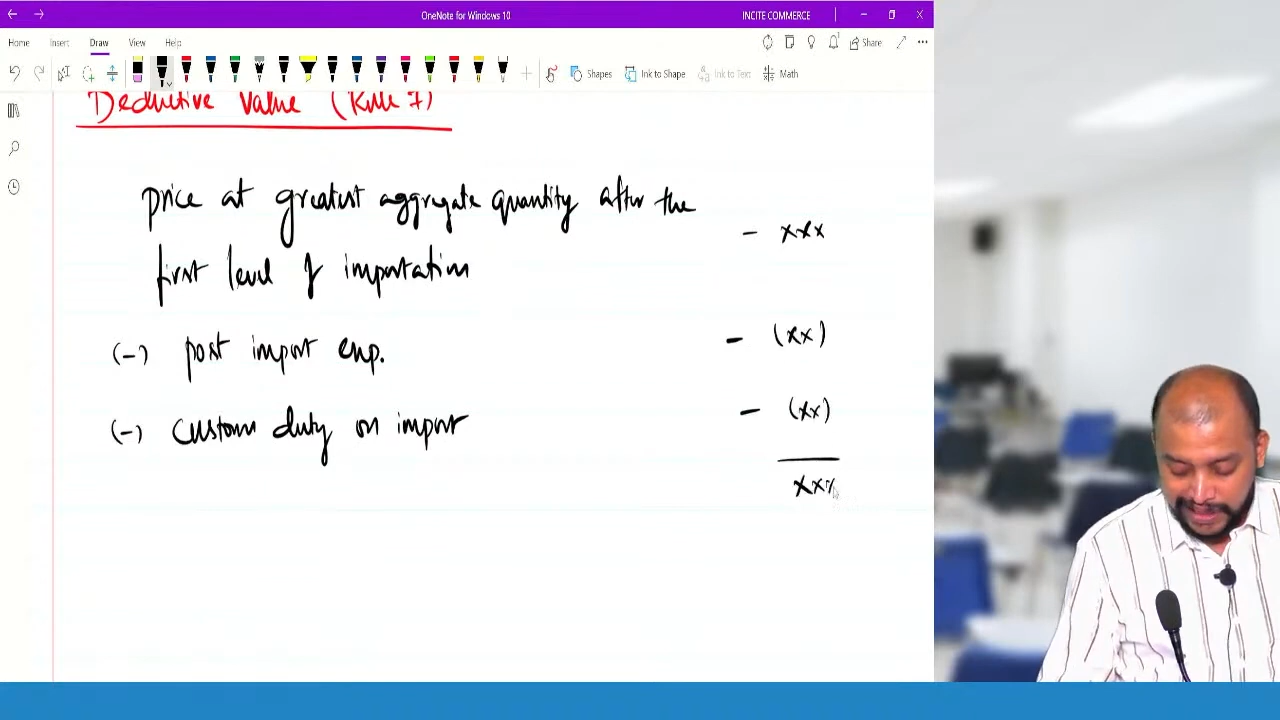 OneNote for Windows 10
INCITE COMMERCE
Home Insert Draw View Help
Share
Shapes Ink to Shape Ink to Text Math
Deductive Value (Rule 7)
price at greatest aggregate quantity after the - xxx
first level of importation
(-) post import exp. - (xx)
(-) custom duty on import - (xx)
xxx